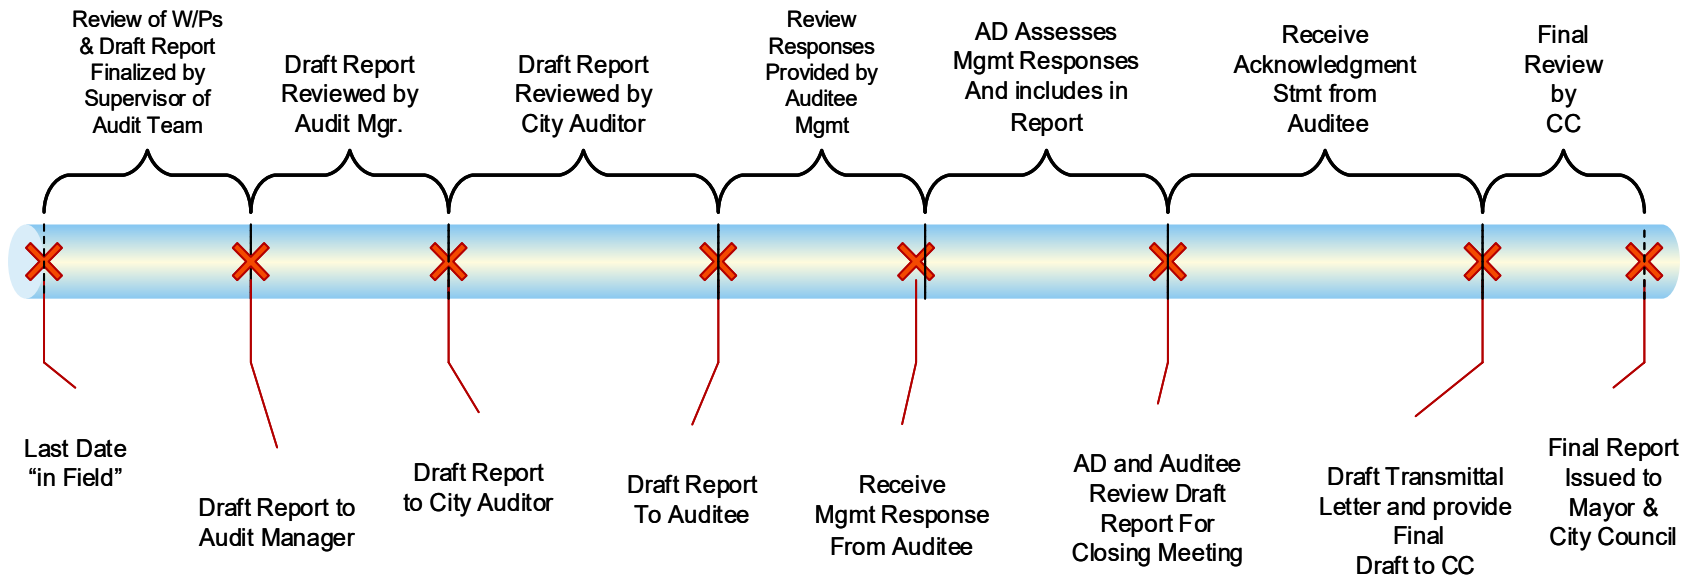 Review of W/Ps
& Draft Report
Finalized by
Supervisor of
Audit Team
Draft Report
Reviewed by
Audit Mgr.
Draft Report
Reviewed by
City Auditor
Review
Responses
Provided by
Auditee
Mgmt
AD Assesses
Mgmt Responses
And includes in
Report
Receive
Acknowledgment
Stmt from
Auditee
Final
Review
by
CC
Last Date
“in Field”
Draft Report to
Audit Manager
Draft Report
to City Auditor
Draft Report
To Auditee
Receive
Mgmt Response
From Auditee
AD and Auditee
Review Draft
Report For
Closing Meeting
Draft Transmittal
Letter and provide
Final
Draft to CC
Final Report
Issued to
Mayor &
City Council